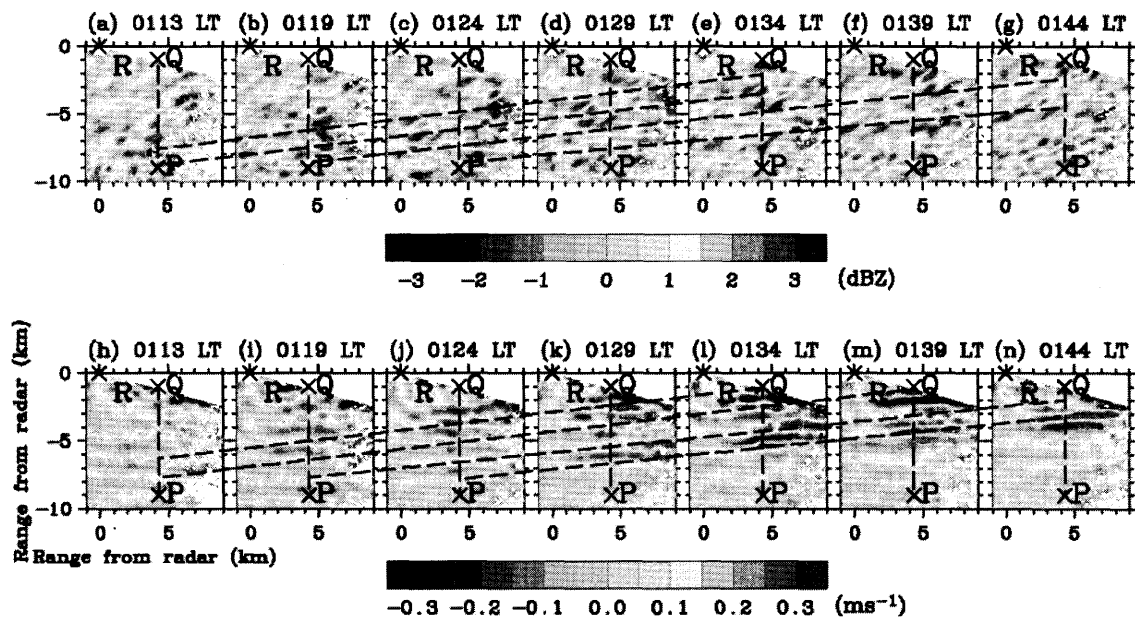 (a) 0113 LT (b) 0119 LT (c) 0124 LT (d) 0129 LT (e) 0134 LT (f) 0139 LT (g) 0144 LT
0 R Q R Q R Q R Q R Q R Q R Q
-5
-10 P P P P P P P
0 5 0 5 0 5 0 5 0 5 0 5 0 5
-3 -2 -1 0 1 2 3 (dBZ)
(h) 0113 LT (i) 0119 LT (j) 0124 LT (k) 0129 LT (l) 0134 LT (m) 0139 LT (n) 0144 LT
0 R Q R Q R Q R Q R Q R Q R Q
-5
-10 P P P P P P P
0 5 0 5 0 5 0 5 0 5 0 5 0 5
Range from radar (km)
Range from radar (km)
-0.3 -0.2 -0.1 0.0 0.1 0.2 0.3 (ms⁻¹)